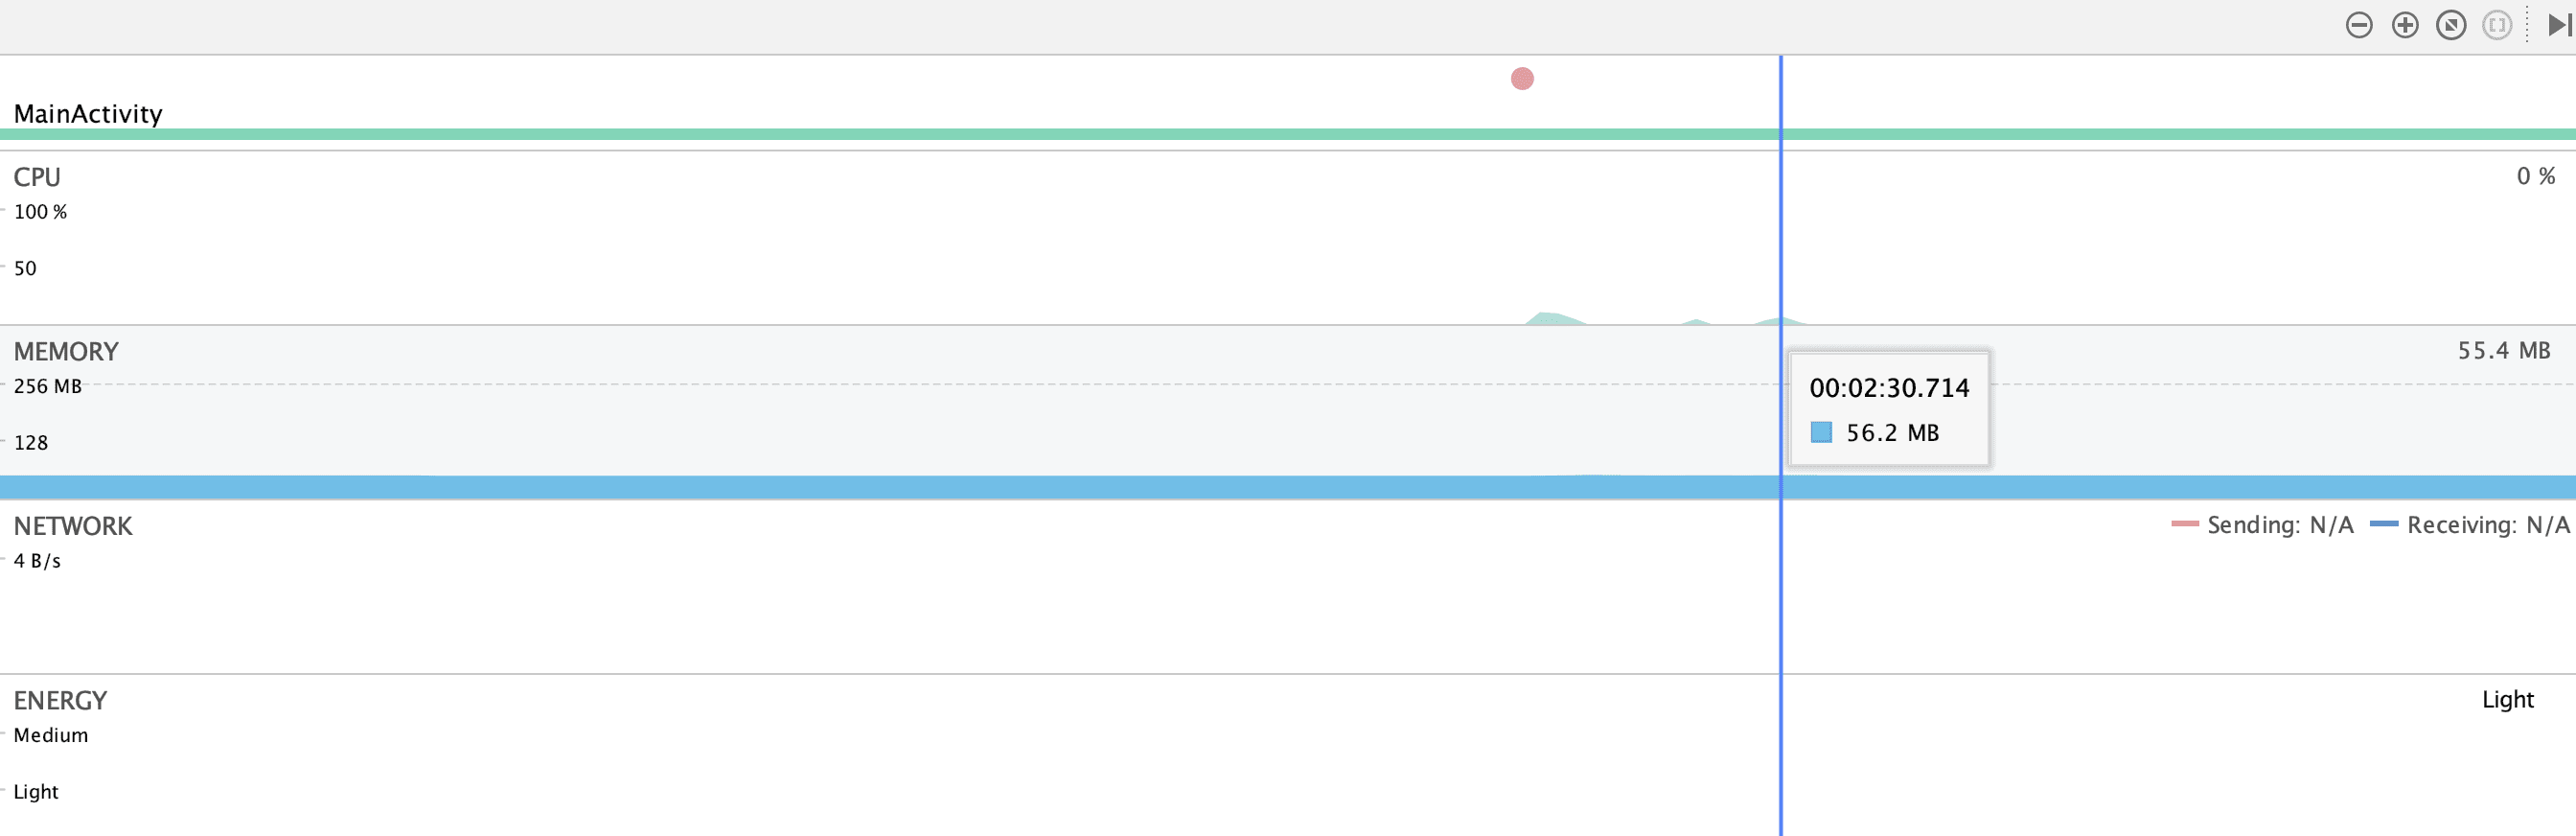 MainActivity
CPU
0 %
100 %
50
MEMORY
55.4 MB
256 MB
00:02:30.714
128
56.2 MB
NETWORK
Sending: N/A
Receiving: N/A
4 B/s
ENERGY
Light
Medium
Light